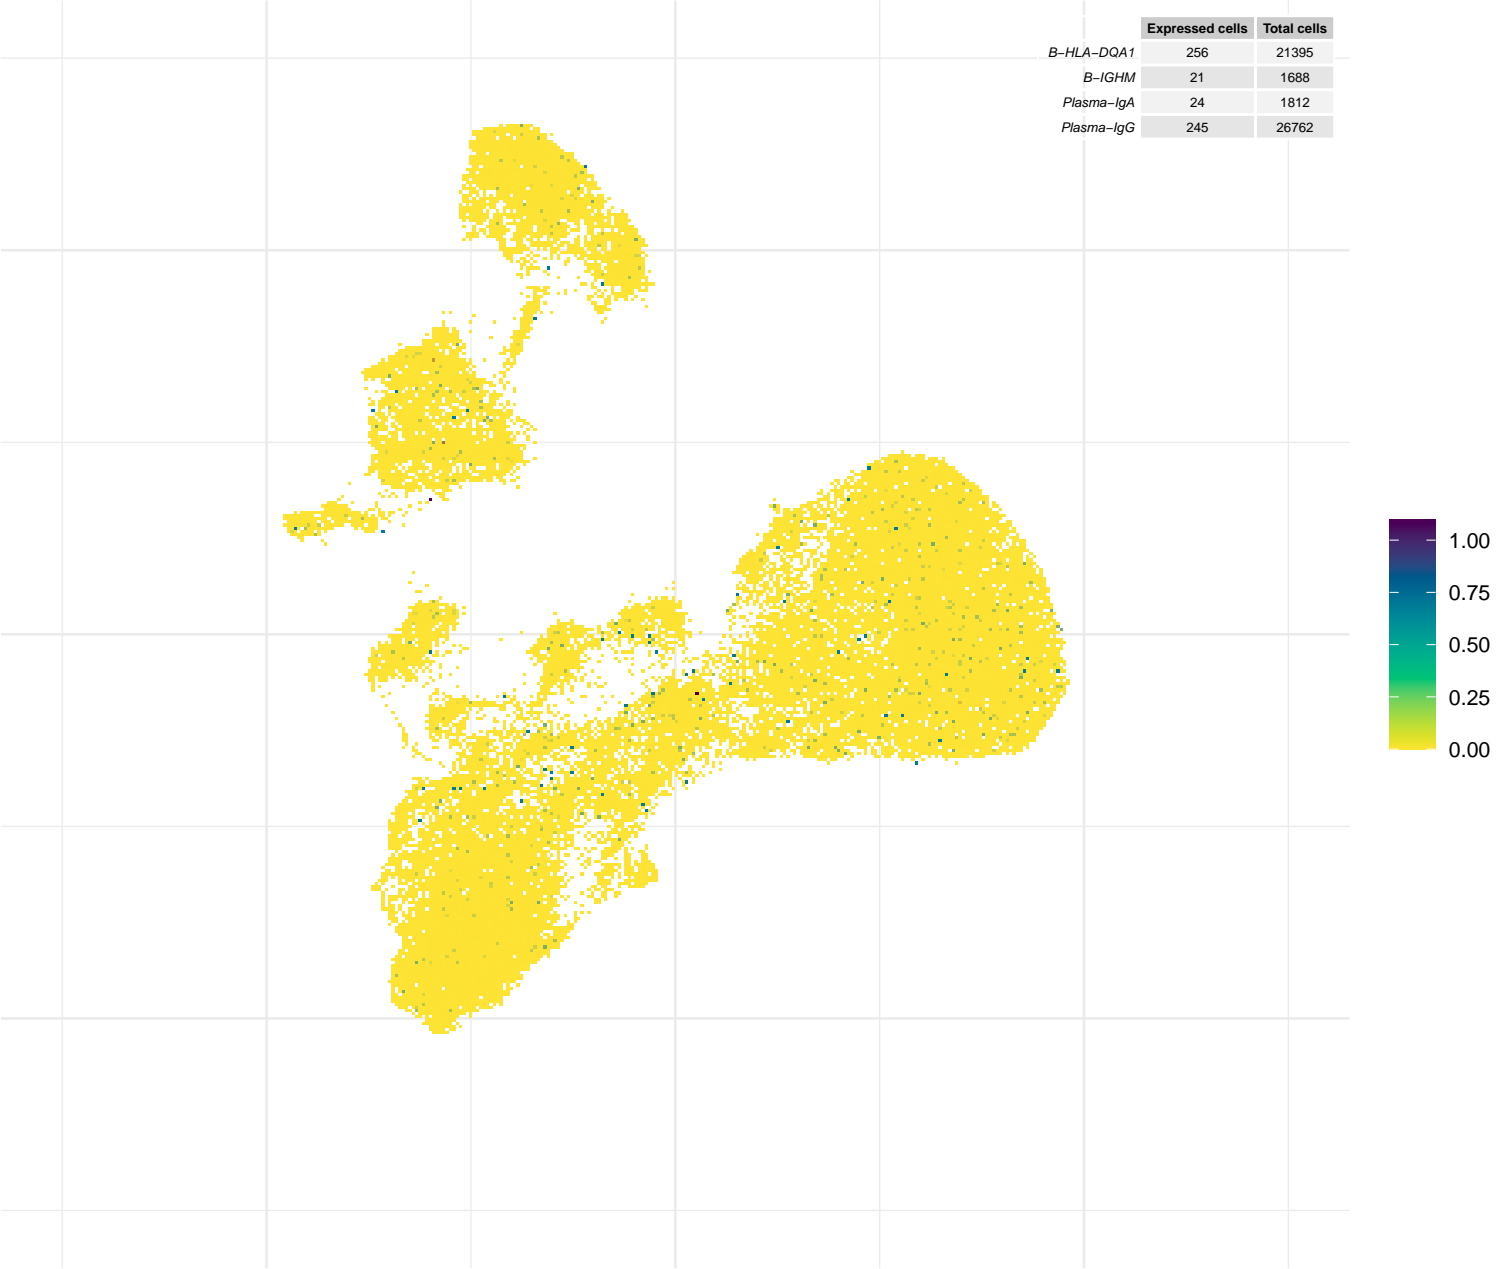 Expressed cells Total cells
B−HLA−DQA1 256 21395
B−IGHM 21 1688
Plasma−IgA 24 1812
Plasma−IgG 245 26762
1.00
0.75
0.50
0.25
0.00